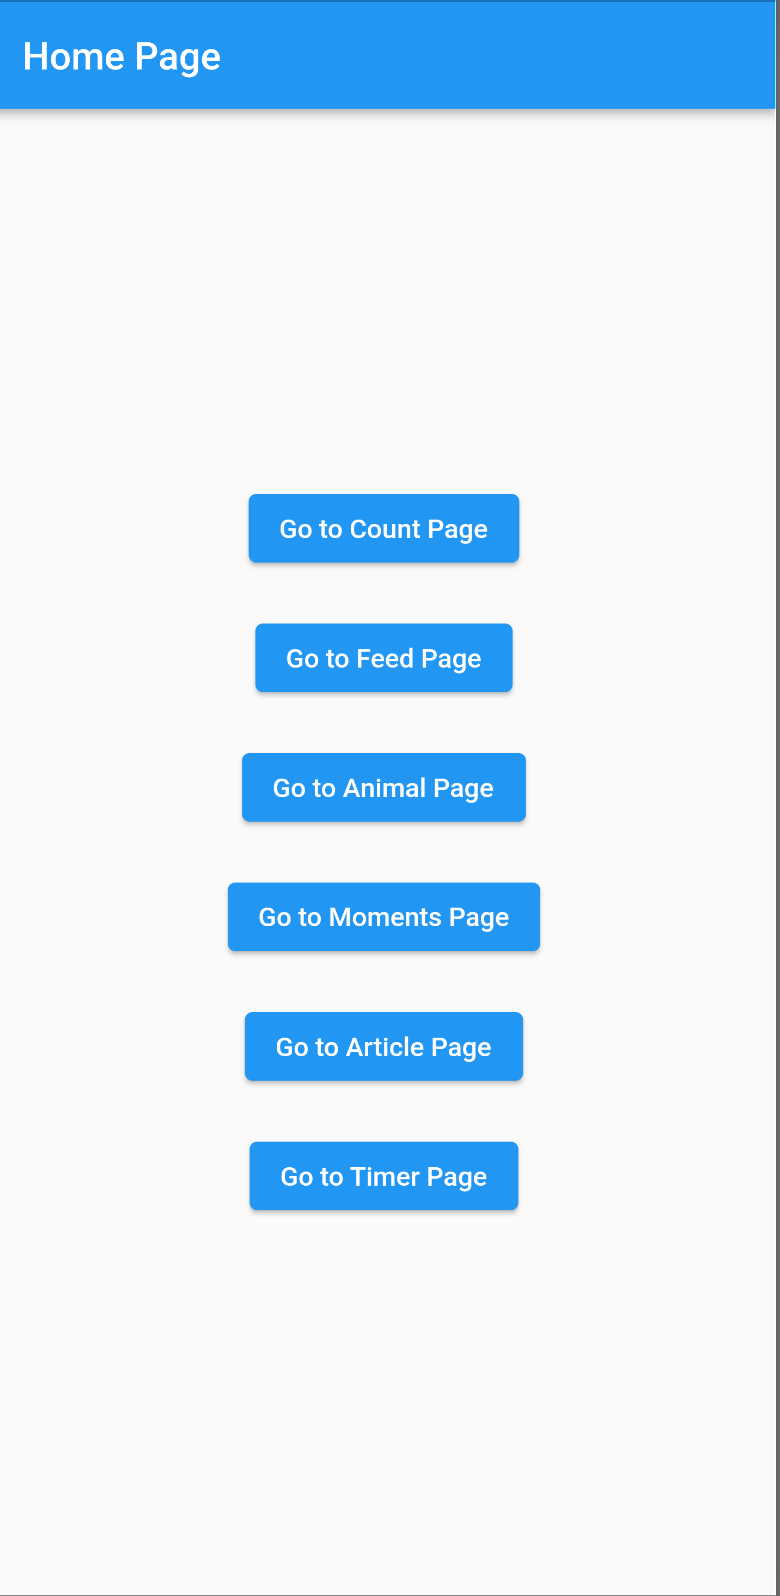 Home Page
Go to Count Page
Go to Feed Page
Go to Animal Page
Go to Moments Page
Go to Article Page
Go to Timer Page